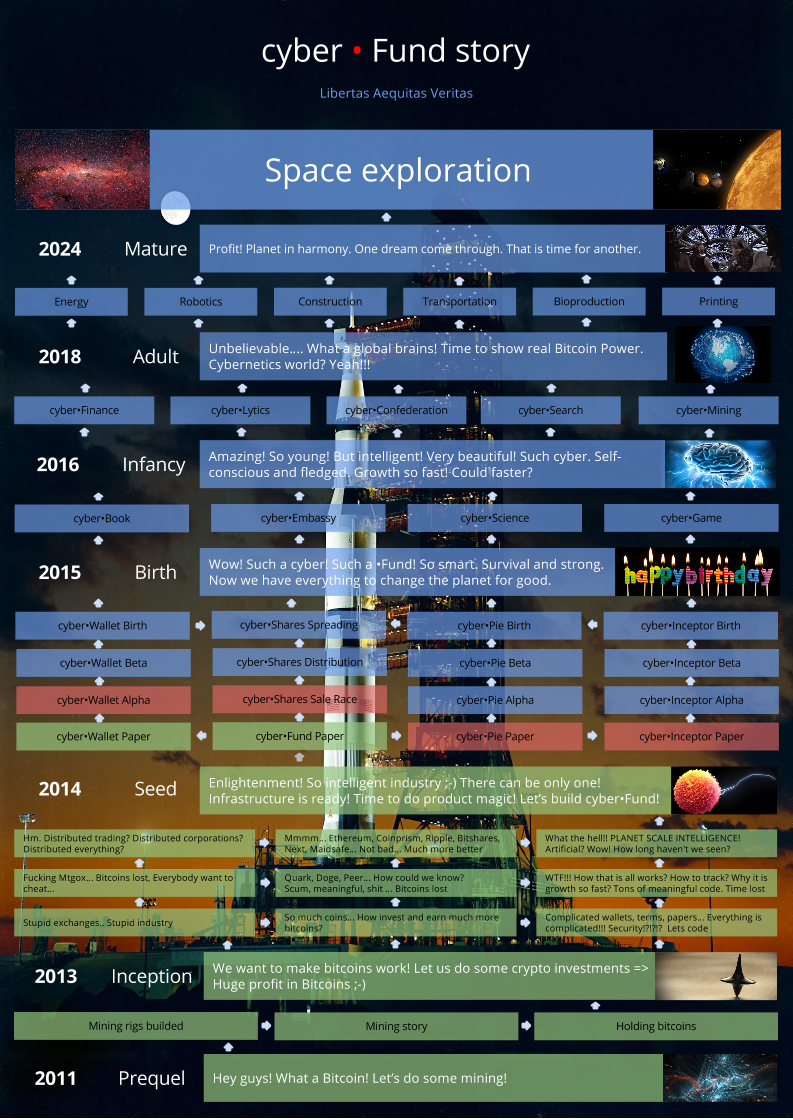 cyber • Fund story
Libertas Aequitas Veritas
Space exploration
2024 Mature
Profit! Planet in harmony. One dream come through. That is time for another.
Energy
Robotics
Construction
Transportation
Bioproduction
Printing
2018 Adult
Unbelievable.... What a global brains! Time to show real Bitcoin Power.
Cybernetics world? Yeah!!!
cyber•Finance
cyber•Lytics
cyber•Confederation
cyber•Search
cyber•Mining
2016 Infancy
Amazing! So young! But intelligent! Very beautiful! Such cyber. Self-
conscious and fledged. Growth so fast! Could faster?
cyber•Book
cyber•Embassy
cyber•Science
cyber•Game
2015 Birth
Wow! Such a cyber! Such a •Fund! So smart. Survival and strong.
Now we have everything to change the planet for good.
happybirthday
cyber•Wallet Birth
cyber•Shares Spreading
cyber•Pie Birth
cyber•Inceptor Birth
cyber•Wallet Beta
cyber•Shares Distribution
cyber•Pie Beta
cyber•Inceptor Beta
cyber•Wallet Alpha
cyber•Shares Sale Race
cyber•Pie Alpha
cyber•Inceptor Alpha
cyber•Wallet Paper
cyber•Fund Paper
cyber•Pie Paper
cyber•Inceptor Paper
2014 Seed
Enlightenment! So intelligent industry ;-) There can be only one!
Infrastructure is ready! Time to do product magic! Let's build cyber•Fund!
Hm. Distributed trading? Distributed corporations?
Distributed everything?
Mmmm... Ethereum, Coinprism, Ripple, Bitshares,
Next, Maidsafe... Not bad... Much more better
What the hell!! PLANET SCALE INTELLIGENCE!
Artificial? Wow! How long haven't we seen?
Fucking Mtgox... Bitcoins lost, Everybody want to
cheat...
Quark, Doge, Peer... How could we know?
Scum, meaningful, shit ... Bitcoins lost
WTF!!! How that is all works? How to track? Why it is
growth so fast? Tons of meaningful code. Time lost
Stupid exchanges.. Stupid industry
So much coins... How invest and earn much more
bitcoins?
Complicated wallets, terms, papers... Everything is
complicated!!! Security!?!?!? Lets code
2013 Inception
We want to make bitcoins work! Let us do some crypto investments =>
Huge profit in Bitcoins ;-)
Mining rigs builded
Mining story
Holding bitcoins
2011 Prequel
Hey guys! What a Bitcoin! Let's do some mining!